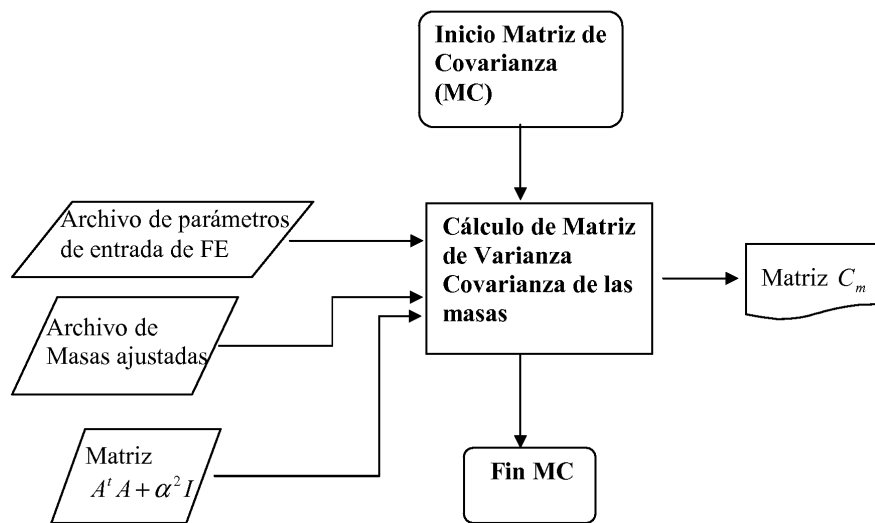 Inicio Matriz de
Covarianza
(MC)
Archivo de parámetros
de entrada de FE
Cálculo de Matriz
de Varianza
Covarianza de las
masas
Matriz C_m
Archivo de
Masas ajustadas
Matriz
A^t A + α^2 I
Fin MC